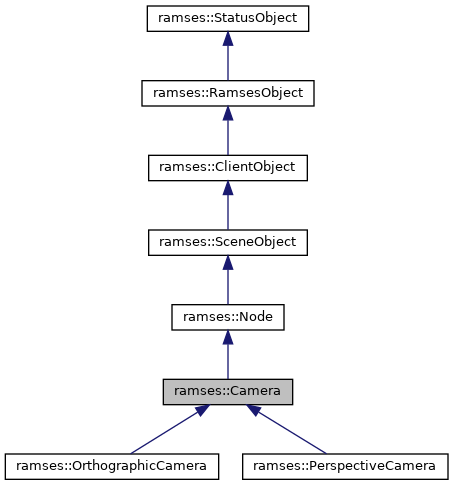 ramses::StatusObject
ramses::RamsesObject
ramses::ClientObject
ramses::SceneObject
ramses::Node
ramses::Camera
ramses::OrthographicCamera
ramses::PerspectiveCamera